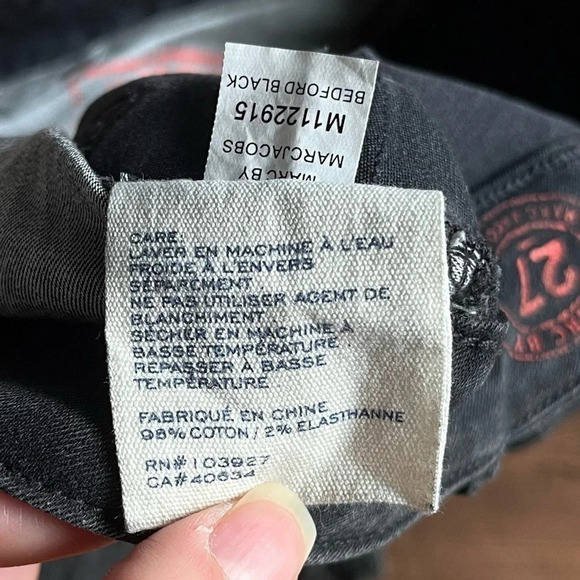 BEDFORD BLACK
M1122915
MARCJACOBS
MARC BY
CARE:
LAVER EN MACHINE À L'EAU
FROIDE À L'ENVERS
SÉPAREMENT.
NE PAS UTILISER AGENT DE
BLANCHIMENT.
SÉCHER EN MACHINE À
BASSE TEMPÉRATURE
REPASSER À BASSE
TEMPÉRATURE
FABRIQUÉ EN CHINE
98% COTON / 2% ELASTHANNE
RN#103927
CA#40634
27